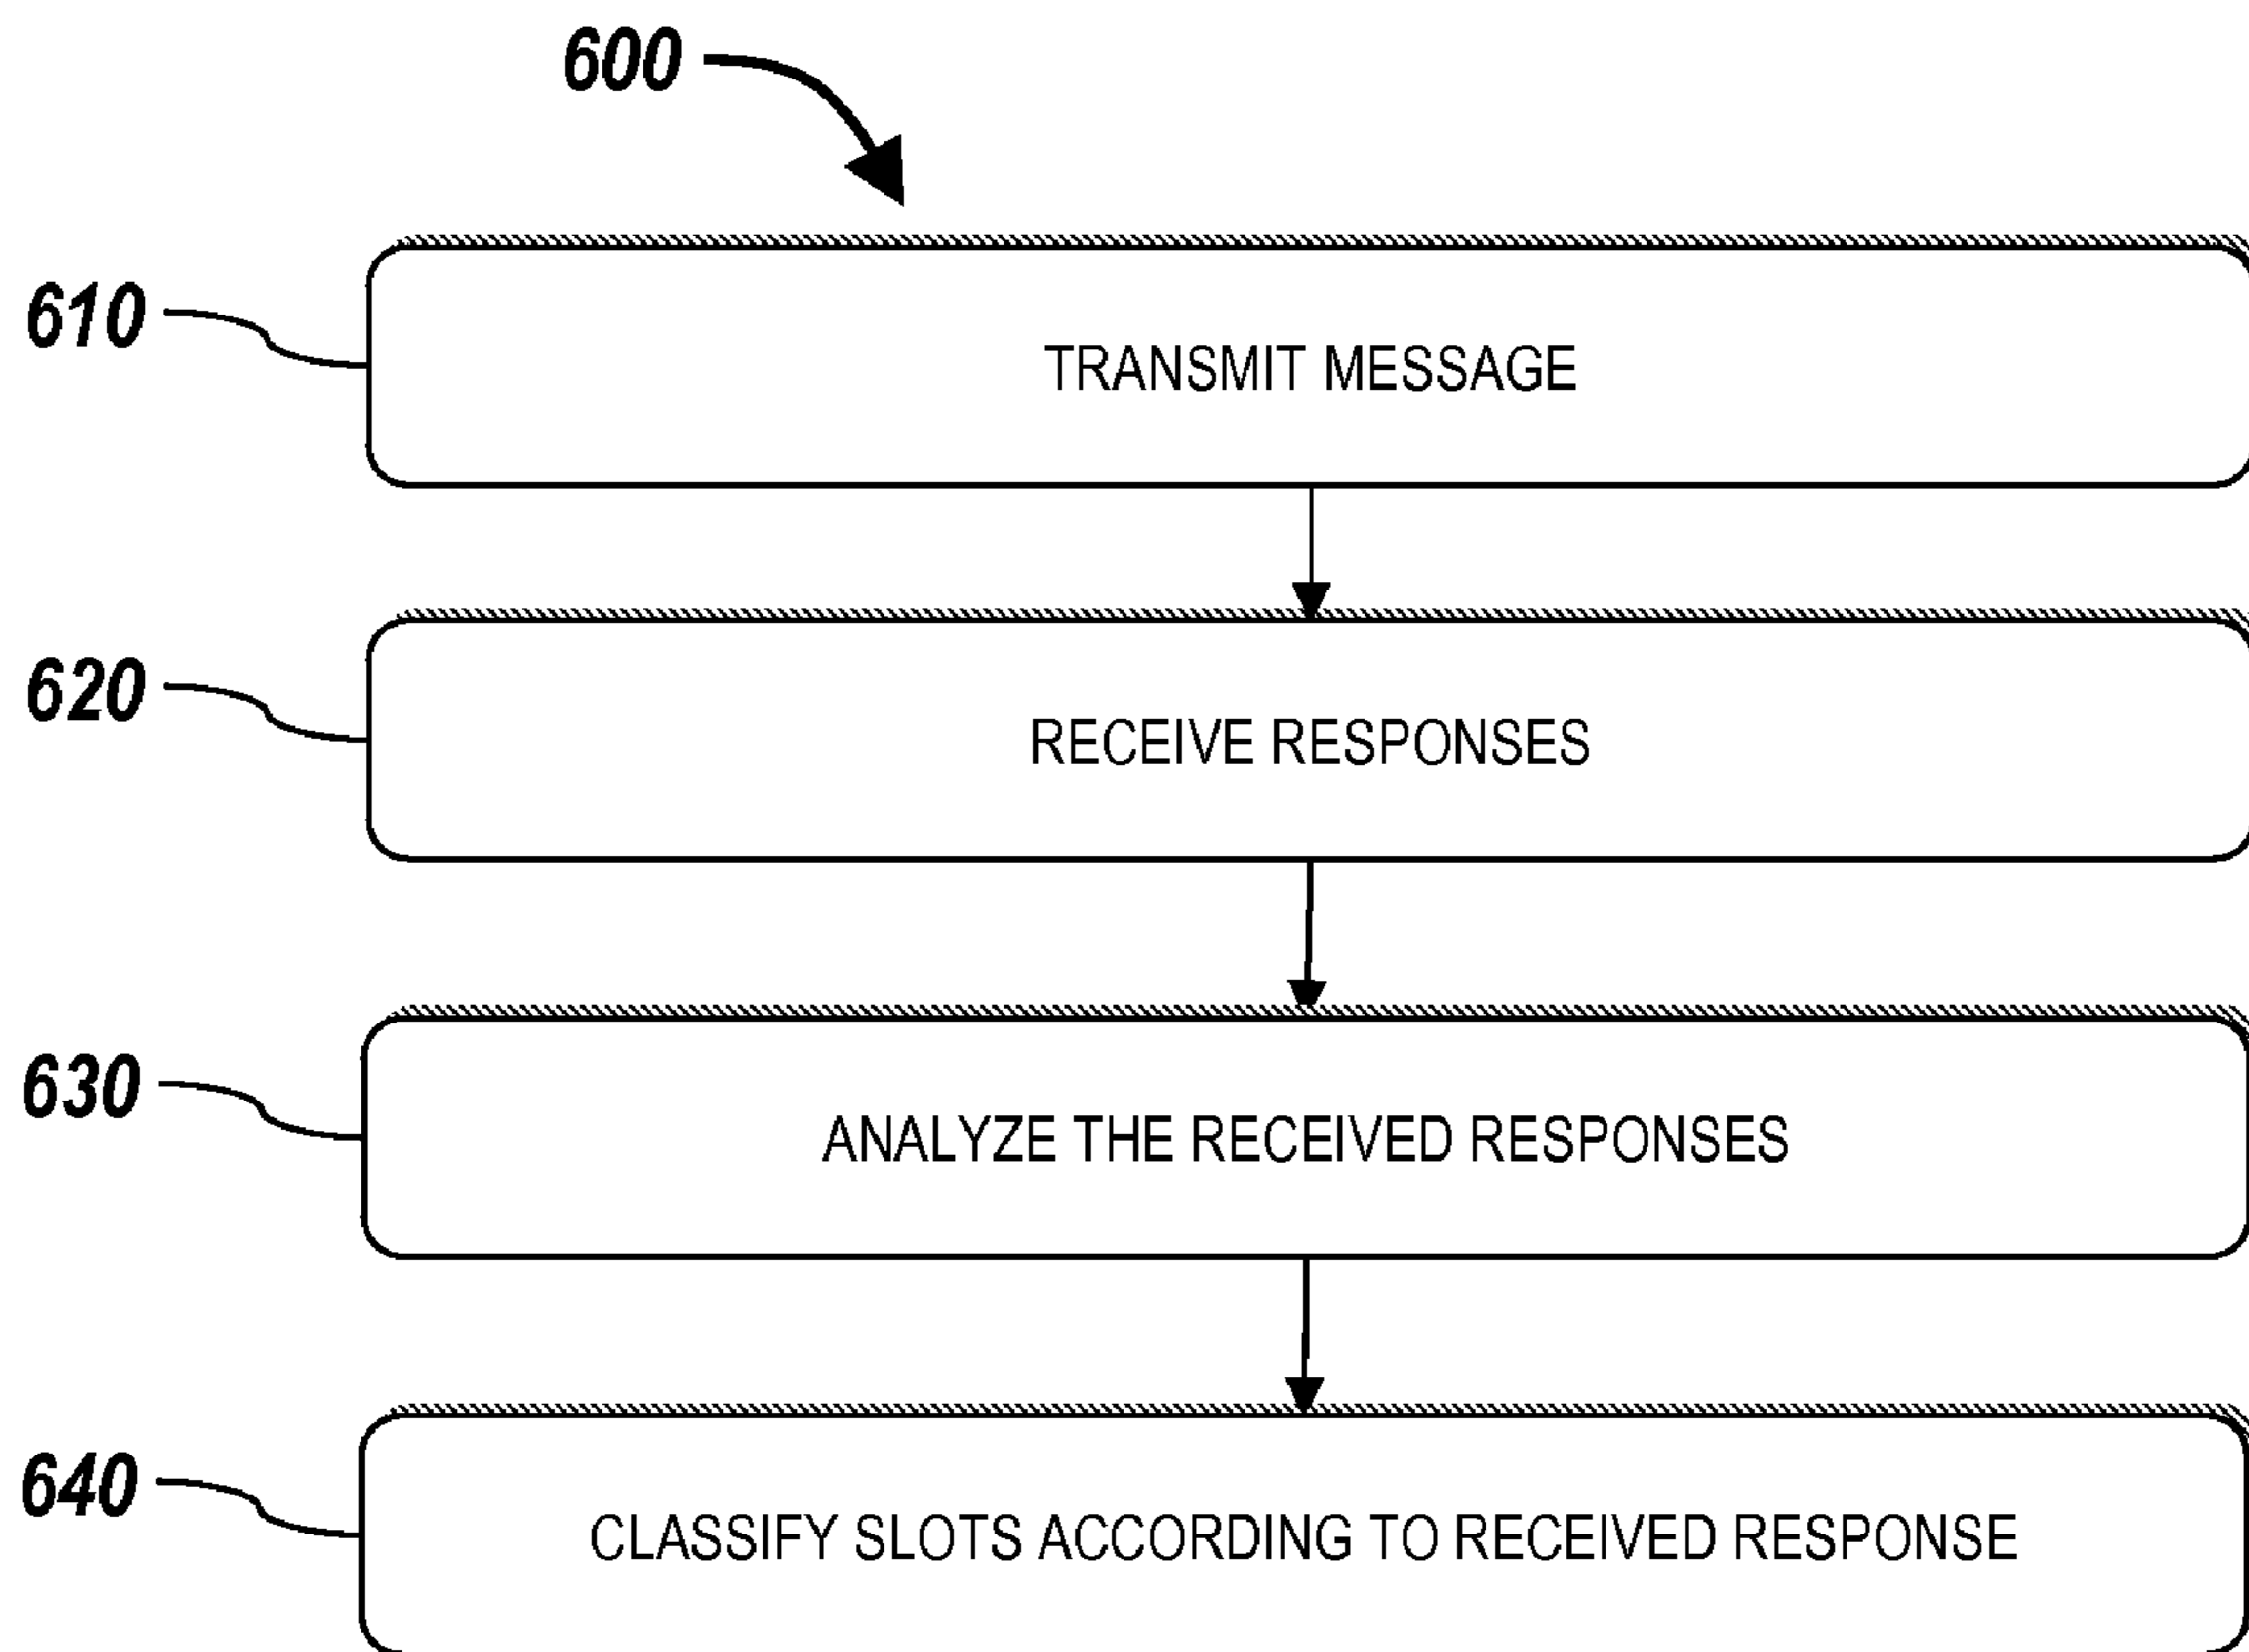 600
610
TRANSMIT MESSAGE
620
RECEIVE RESPONSES
630
ANALYZE THE RECEIVED RESPONSES
640
CLASSIFY SLOTS ACCORDING TO RECEIVED RESPONSE